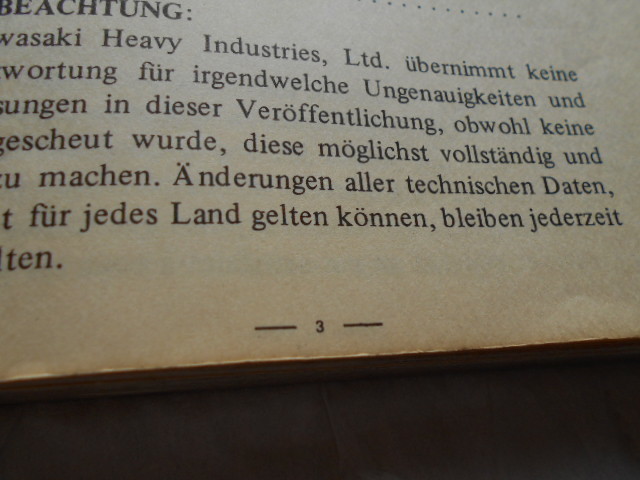 BEACHTUNG:
wasaki Heavy Industries, Ltd. übernimmt keine
wortung für irgendwelche Ungenauigkeiten und
sungen in dieser Veröffentlichung, obwohl keine
gescheut wurde, diese möglichst vollständig und
zu machen. Änderungen aller technischen Daten,
t für jedes Land gelten können, bleiben jederzeit
lten.
— 3 —